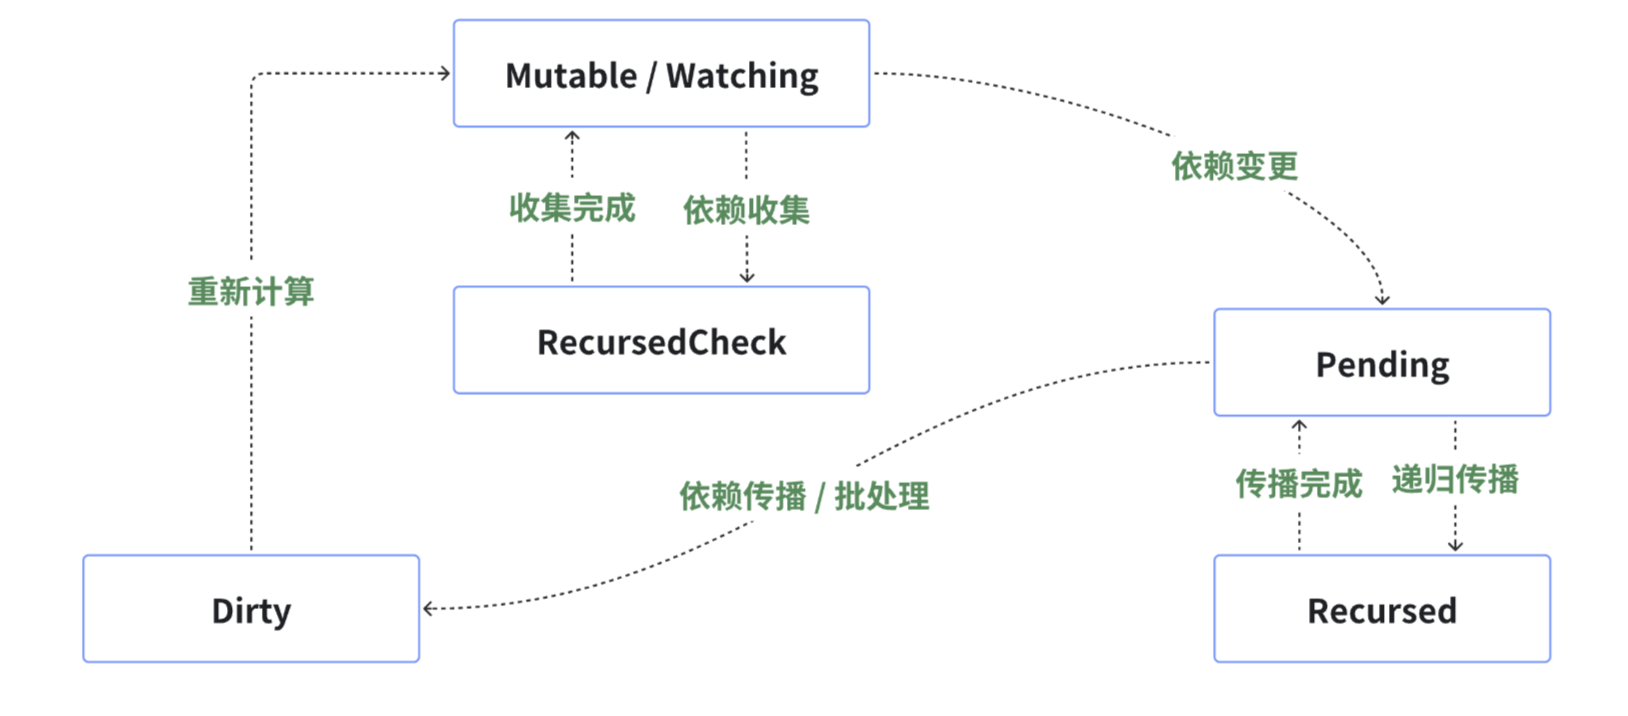 Mutable / Watching
依赖变更
收集完成
依赖收集
重新计算
RecursedCheck
Pending
依赖传播 / 批处理
传播完成
递归传播
Dirty
Recursed